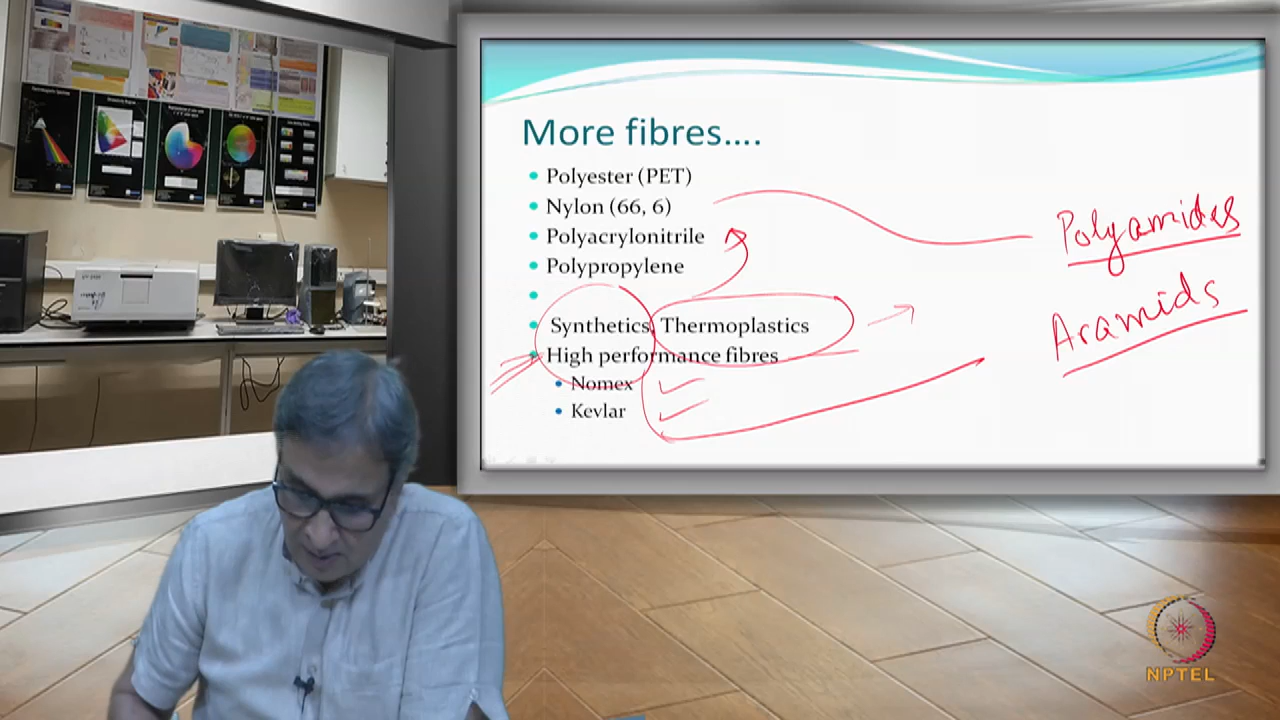 More fibres....
Polyester (PET)
Nylon (66, 6)
Polyacrylonitrile
Polypropylene
Synthetics, Thermoplastics
High performance fibres
Nomex
Kevlar
Polyamides
Aramids
NPTEL